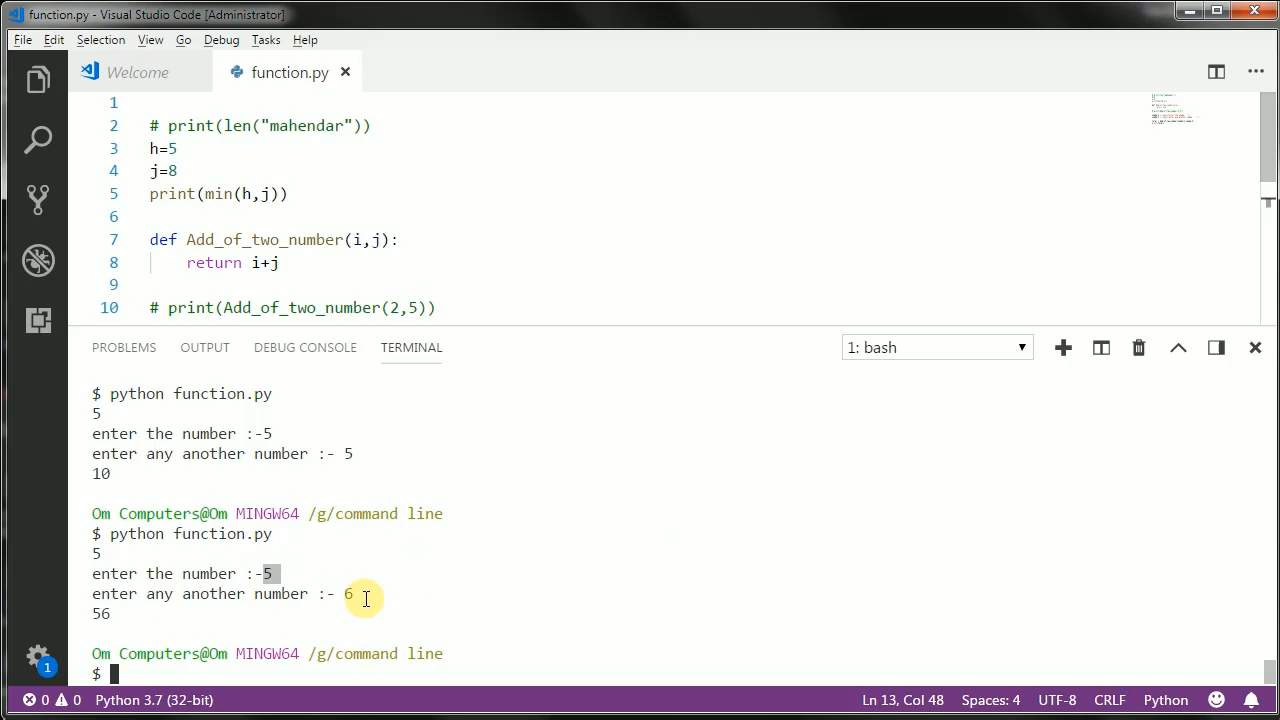 function.py - Visual Studio Code [Administrator]
File Edit Selection View Go Debug Tasks Help
Welcome function.py
1
2 # print(len("mahendar"))
3 h=5
4 j=8
5 print(min(h,j))
6
7 def Add_of_two_number(i,j):
8 return i+j
9
10 # print(Add_of_two_number(2,5))
PROBLEMS OUTPUT DEBUG CONSOLE TERMINAL 1: bash
$ python function.py
5
enter the number :-5
enter any another number :- 5
10
Om Computers@Om MINGW64 /g/command line
$ python function.py
5
enter the number :-5
enter any another number :- 6
56
Om Computers@Om MINGW64 /g/command line
$
1
0 0 Python 3.7 (32-bit) Ln 13, Col 48 Spaces: 4 UTF-8 CRLF Python